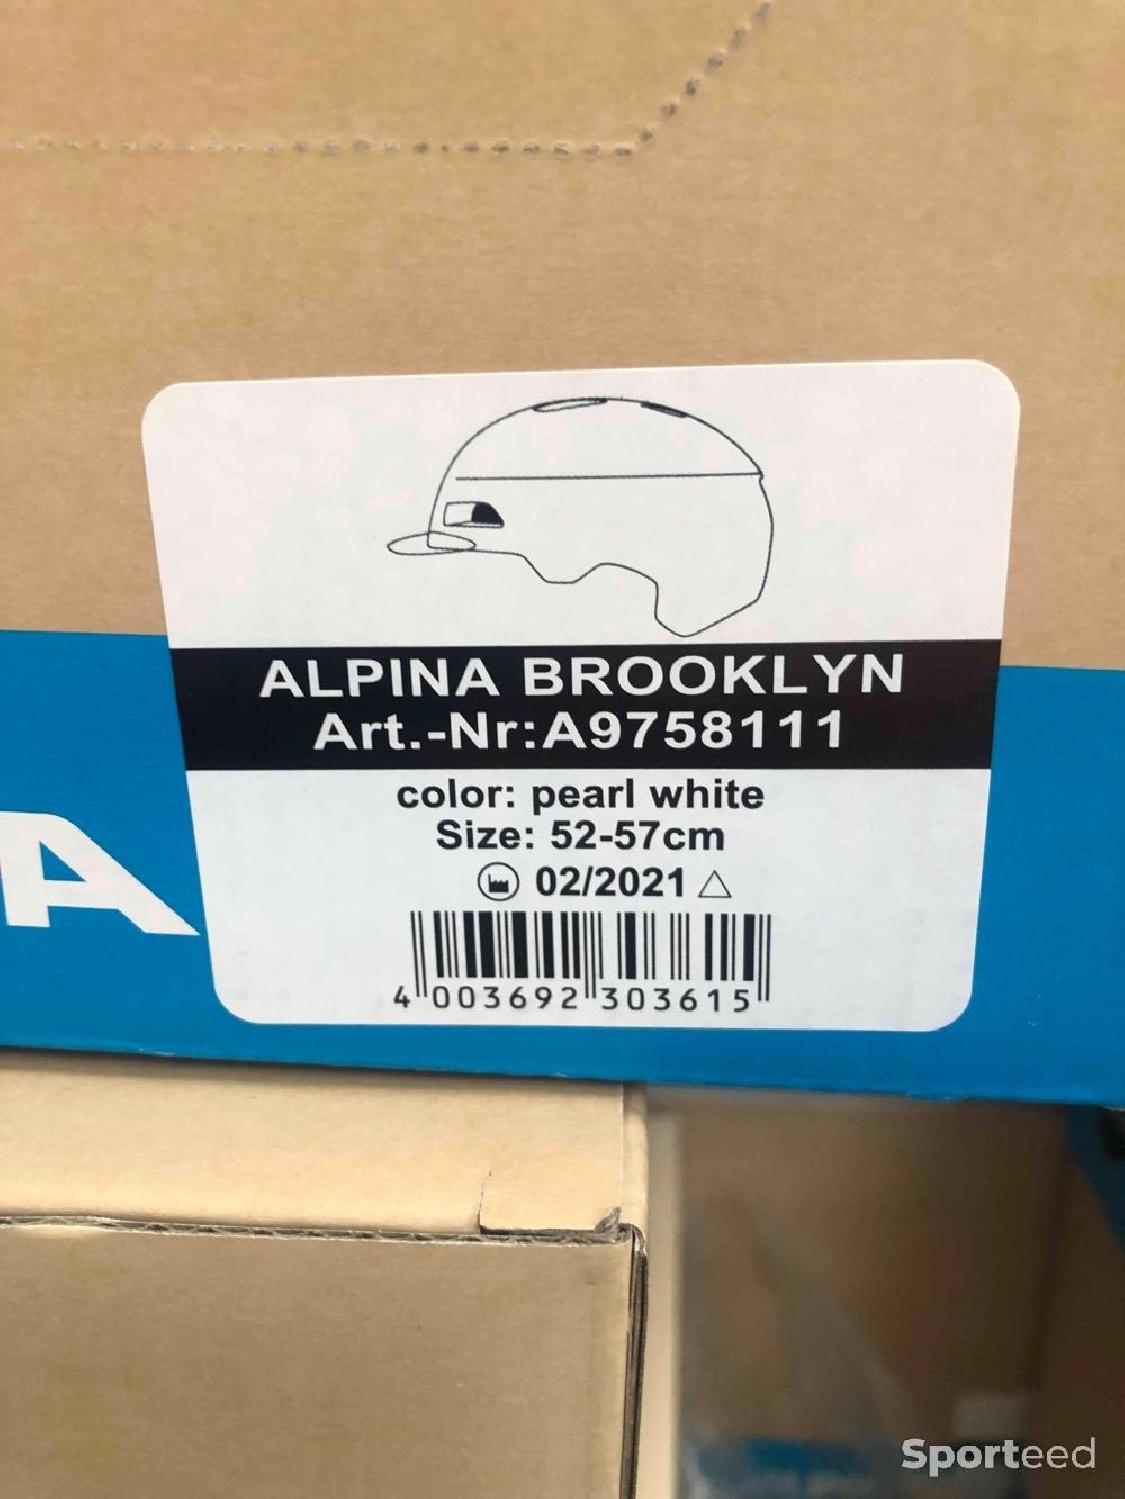 ALPINA BROOKLYN
Art.-Nr:A9758111
color: pearl white
Size: 52-57cm
02/2021
A
4 003692 303615
Sporteed